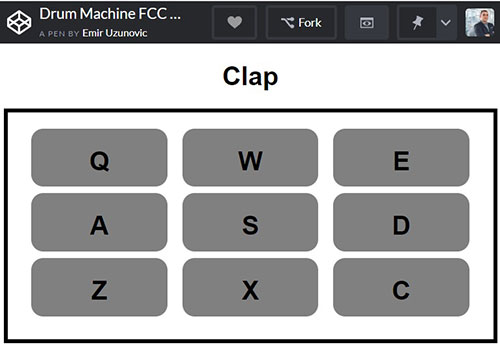 Drum Machine FCC ...
A PEN BY Emir Uzunovic
Fork
Clap
Q W E
A S D
Z X C